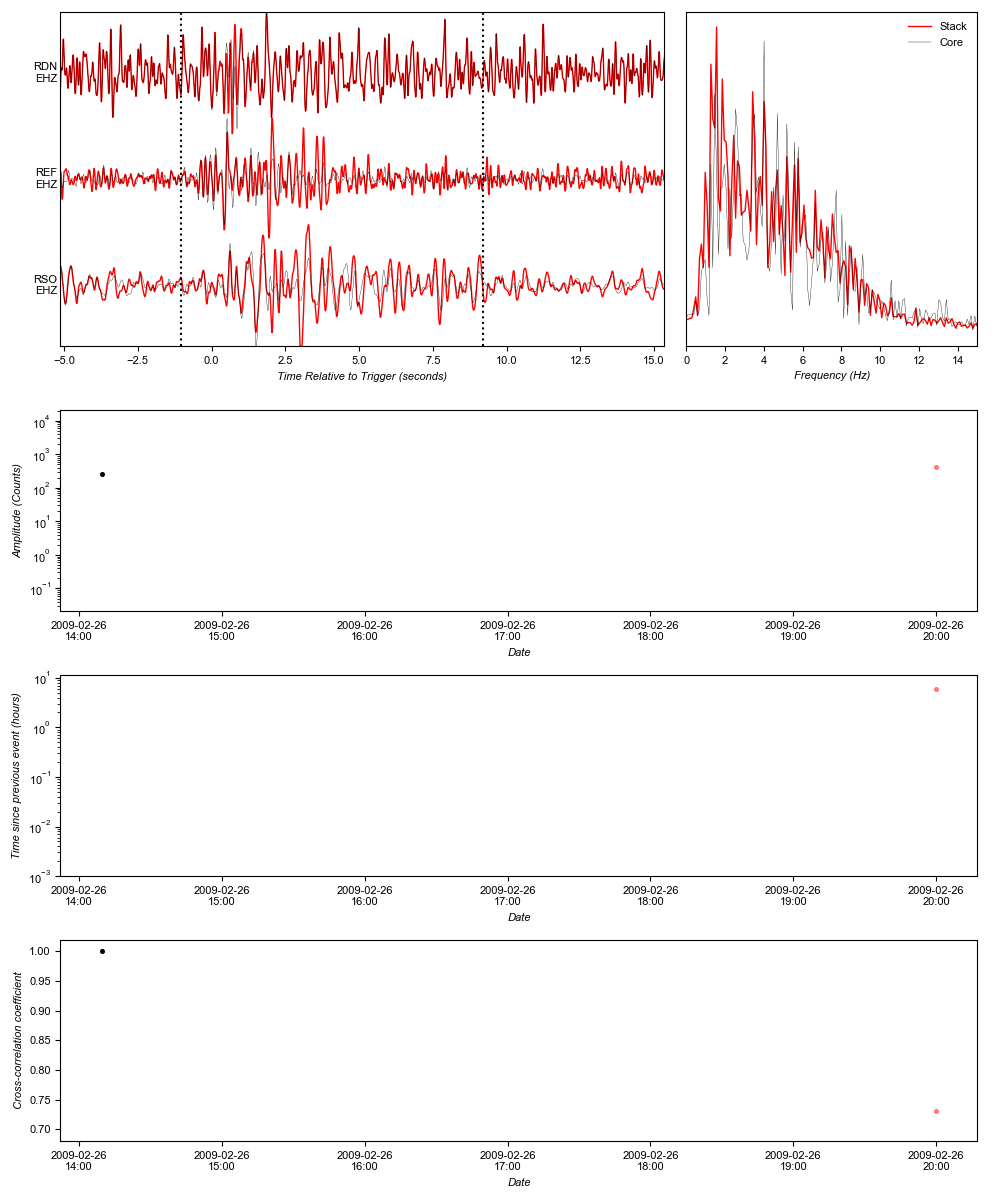 RDN
EHZ
REF
EHZ
RSO
EHZ
−5.0 −2.5 0.0 2.5 5.0 7.5 10.0 12.5 15.0
Time Relative to Trigger (seconds)
Stack
Core
0 2 4 6 8 10 12 14
Frequency (Hz)
Amplitude (Counts)
10⁴
10³
10²
10¹
10⁰
10⁻¹
2009-02-26 2009-02-26 2009-02-26 2009-02-26 2009-02-26 2009-02-26 2009-02-26
14:00 15:00 16:00 17:00 18:00 19:00 20:00
Date
Time since previous event (hours)
10¹
10⁰
10⁻¹
10⁻²
10⁻³
2009-02-26 2009-02-26 2009-02-26 2009-02-26 2009-02-26 2009-02-26 2009-02-26
14:00 15:00 16:00 17:00 18:00 19:00 20:00
Date
Cross-correlation coefficient
1.00
0.95
0.90
0.85
0.80
0.75
0.70
2009-02-26 2009-02-26 2009-02-26 2009-02-26 2009-02-26 2009-02-26 2009-02-26
14:00 15:00 16:00 17:00 18:00 19:00 20:00
Date